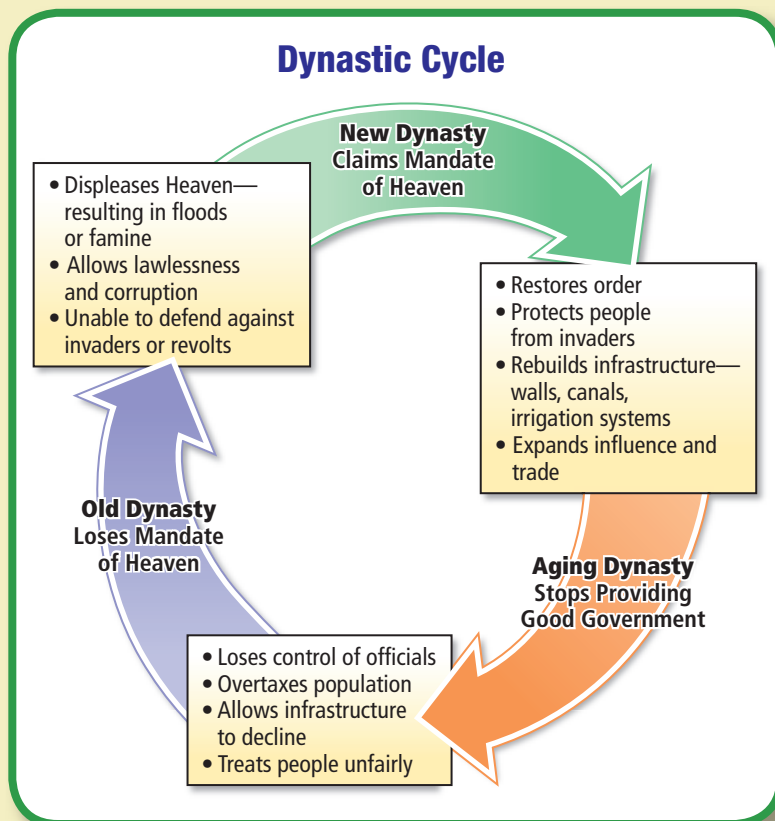 Dynastic Cycle
New Dynasty
Claims Mandate
of Heaven
• Restores order
• Protects people
from invaders
• Rebuilds infrastructure—
walls, canals,
irrigation systems
• Expands influence and
trade
Aging Dynasty
Stops Providing
Good Government
• Loses control of officials
• Overtaxes population
• Allows infrastructure
to decline
• Treats people unfairly
Old Dynasty
Loses Mandate
of Heaven
• Displeases Heaven—
resulting in floods
or famine
• Allows lawlessness
and corruption
• Unable to defend against
invaders or revolts